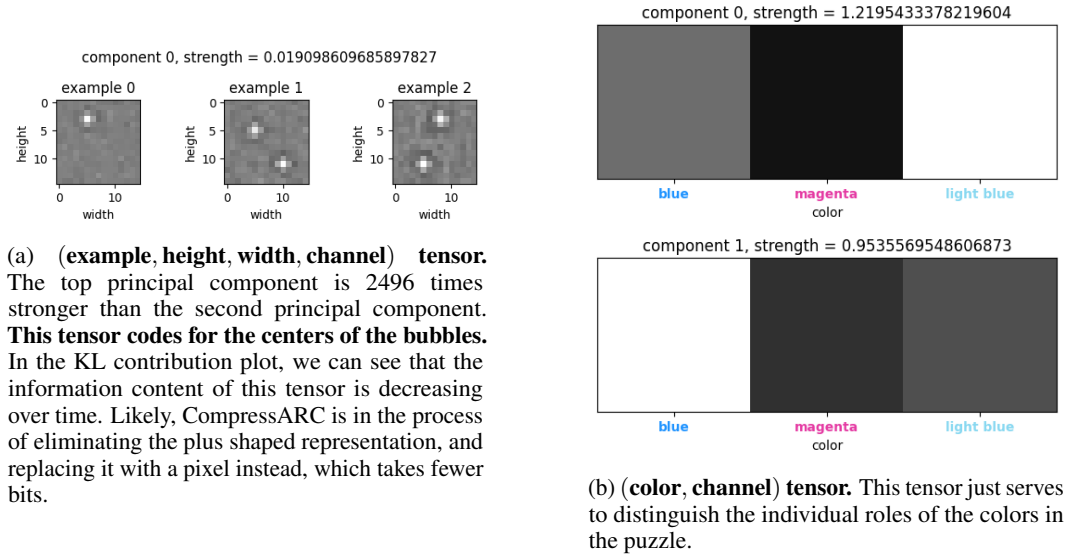 component 0, strength = 0.019098609685897827
example 0
example 1
example 2
0
5
10
height
0
5
10
height
0
5
10
height
0 10
0 10
0 10
width
width
width
(a) (example, height, width, channel) tensor.
The top principal component is 2496 times
stronger than the second principal component.
This tensor codes for the centers of the bubbles.
In the KL contribution plot, we can see that the
information content of this tensor is decreasing
over time. Likely, CompressARC is in the process
of eliminating the plus shaped representation, and
replacing it with a pixel instead, which takes fewer
bits.
component 0, strength = 1.2195433378219604
blue
magenta
light blue
color
component 1, strength = 0.9535569548606873
blue
magenta
light blue
color
(b) (color, channel) tensor. This tensor just serves
to distinguish the individual roles of the colors in
the puzzle.